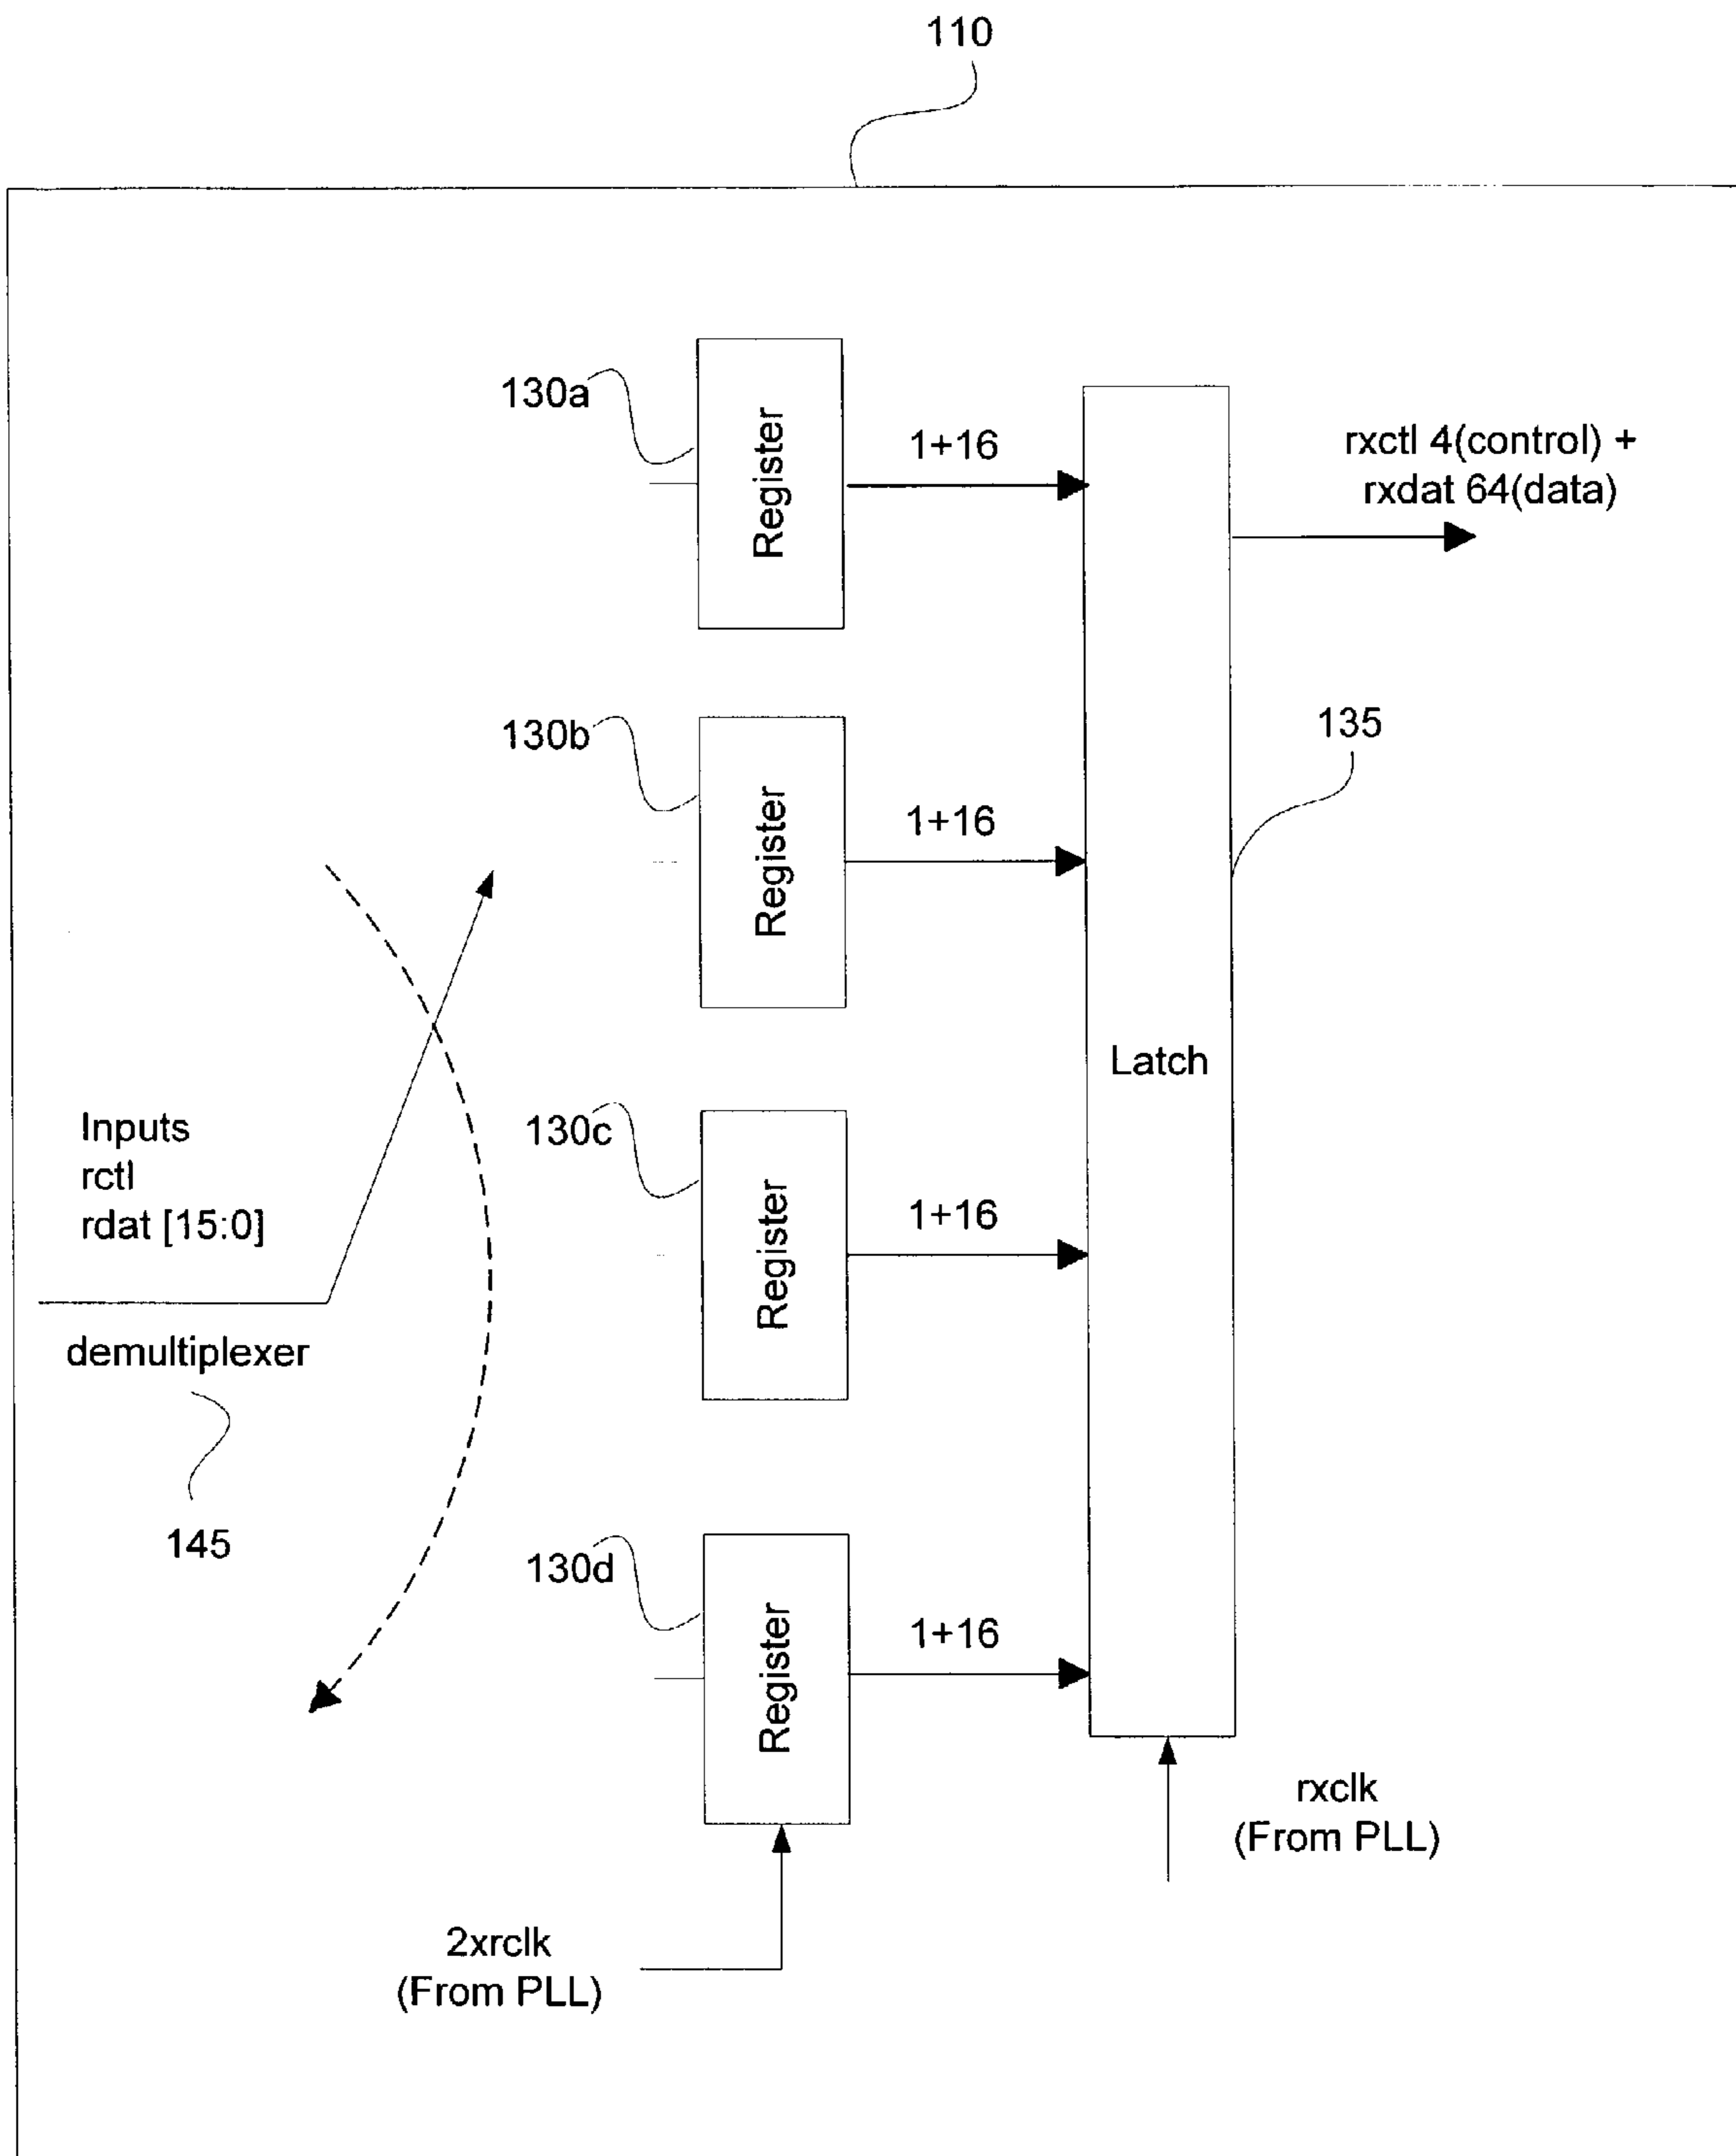 110
130a
Register
1+16
rxctl 4(control) +
rxdat 64(data)
130b
Register
1+16
135
Latch
Inputs
rctl
rdat [15:0]
demultiplexer
145
130c
Register
1+16
130d
Register
1+16
rxclk
(From PLL)
2xrclk
(From PLL)